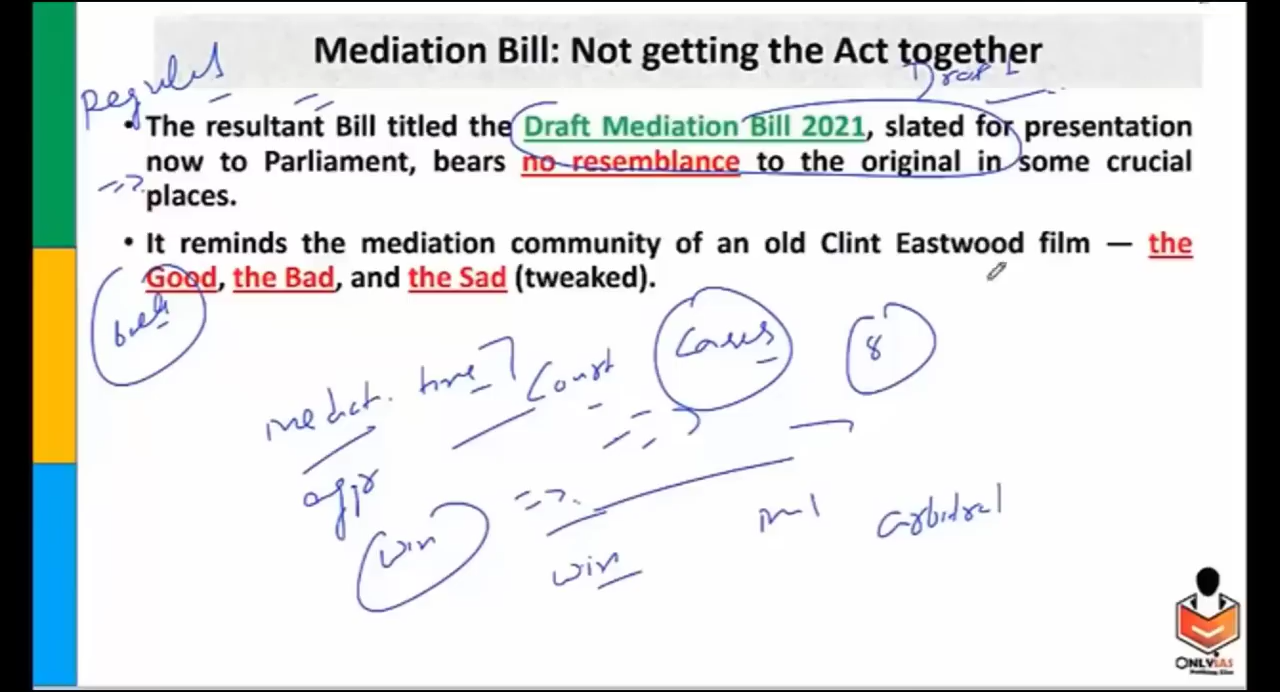 Mediation Bill: Not getting the Act together
• The resultant Bill titled the Draft Mediation Bill 2021, slated for presentation
now to Parliament, bears no resemblance to the original in some crucial
places.
• It reminds the mediation community of an old Clint Eastwood film — the
Good, the Bad, and the Sad (tweaked).
cases
8
time
Court
win
win
arbitral
ONLYIAS